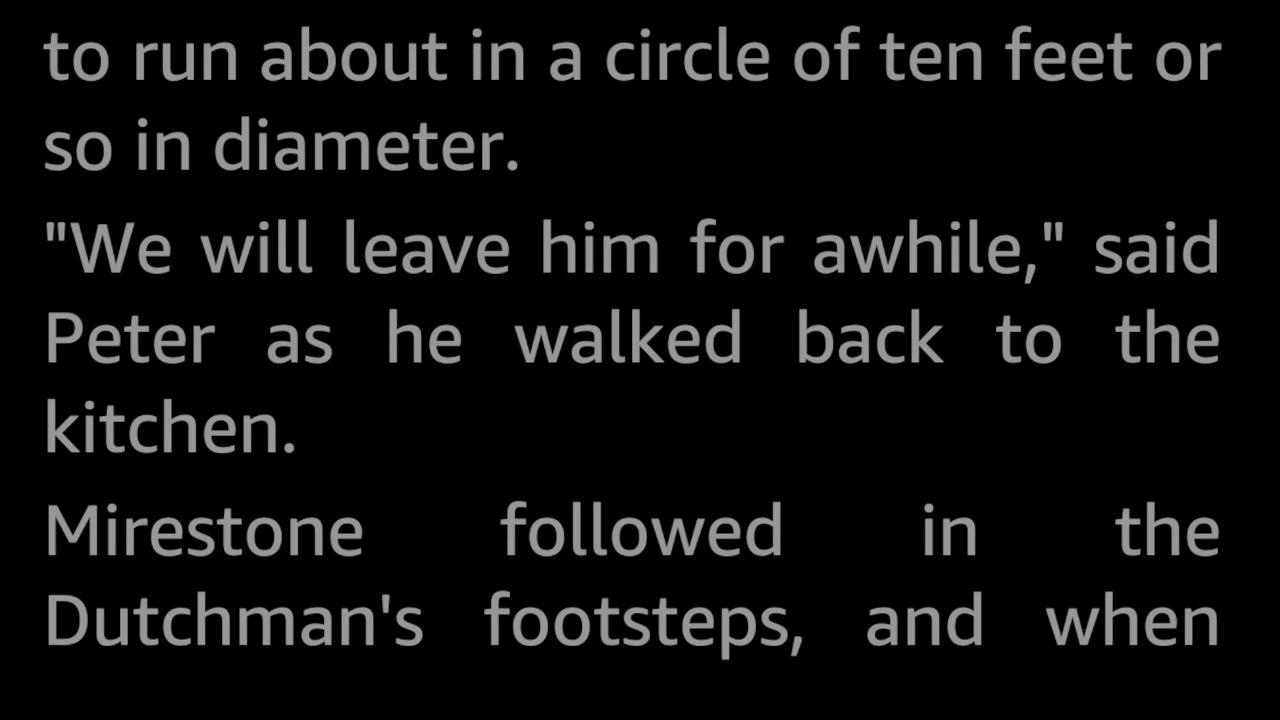 to run about in a circle of ten feet or
so in diameter.
"We will leave him for awhile," said
Peter as he walked back to the
kitchen.
Mirestone followed in the
Dutchman's footsteps, and when